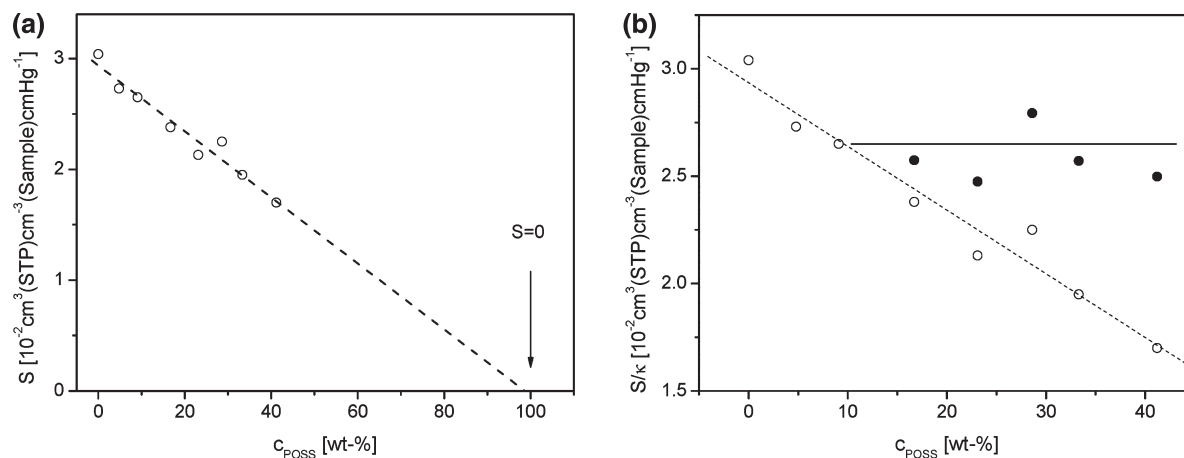 (a)
S [10⁻²cm³(STP)cm⁻³(Sample)cmHg⁻¹]
3
2
1
0
S=0
0 20 40 60 80 100
c_POSS [wt-%]
(b)
S/κ [10⁻²cm³(STP)cm⁻³(Sample)cmHg⁻¹]
3.0
2.5
2.0
1.5
0 10 20 30 40
c_POSS [wt-%]